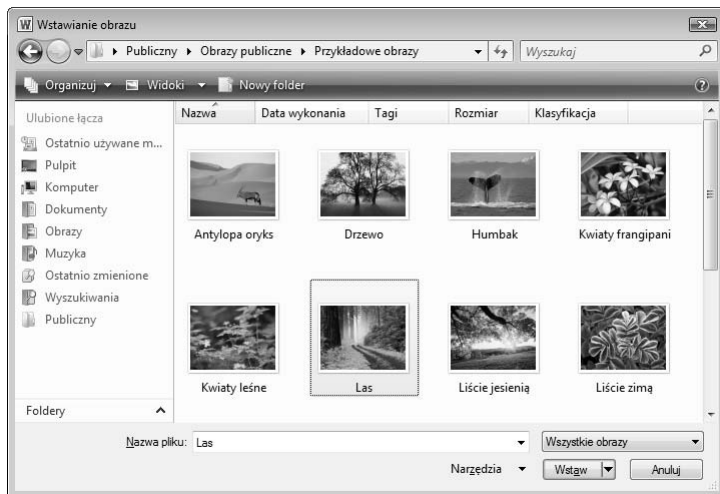 Wstawianie obrazu
Publiczny Obrazy publiczne Przykładowe obrazy Wyszukaj
Organizuj Widoki Nowy folder
Ulubione łącza
Ostatnio używane m...
Pulpit
Komputer
Dokumenty
Obrazy
Muzyka
Ostatnio zmienione
Wyszukiwania
Publiczny
Foldery
Nazwa Data wykonania Tagi Rozmiar Klasyfikacja
Antylopa oryks Drzewo Humbak Kwiaty frangipani
Kwiaty leśne Las Liście jesienią Liście zimą
Nazwa pliku: Las Wszystkie obrazy
Narzędzia Wstaw Anuluj